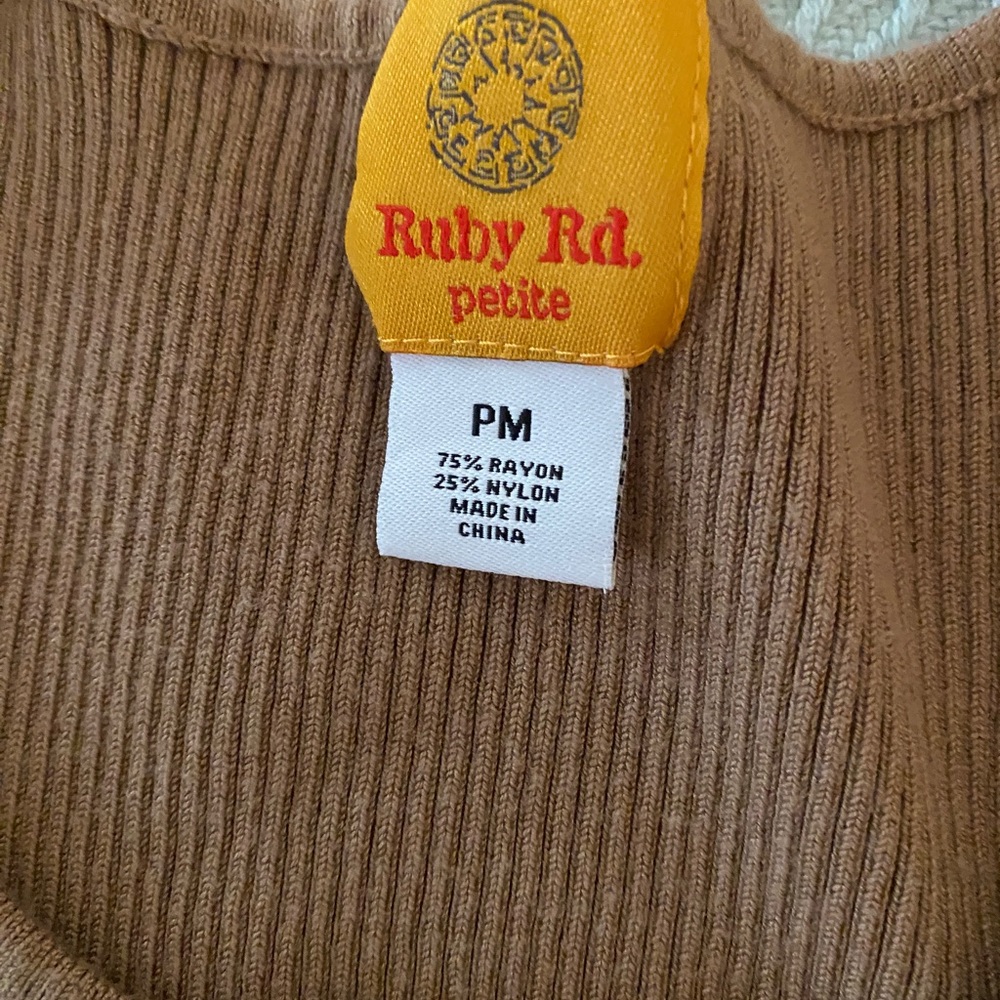 Ruby Rd.
petite
PM
75% RAYON
25% NYLON
MADE IN
CHINA